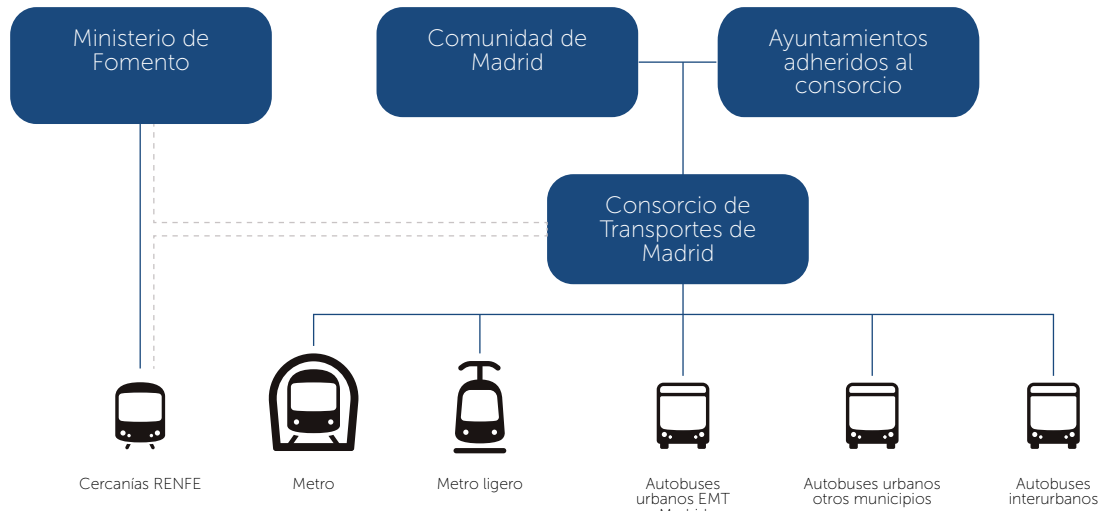 Ministerio de
Fomento
Comunidad de
Madrid
Ayuntamientos
adheridos al
consorcio
Consorcio de
Transportes de
Madrid
Cercanías RENFE
Metro
Metro ligero
Autobuses
urbanos EMT
Madrid
Autobuses urbanos
otros municipios
Autobuses
interurbanos